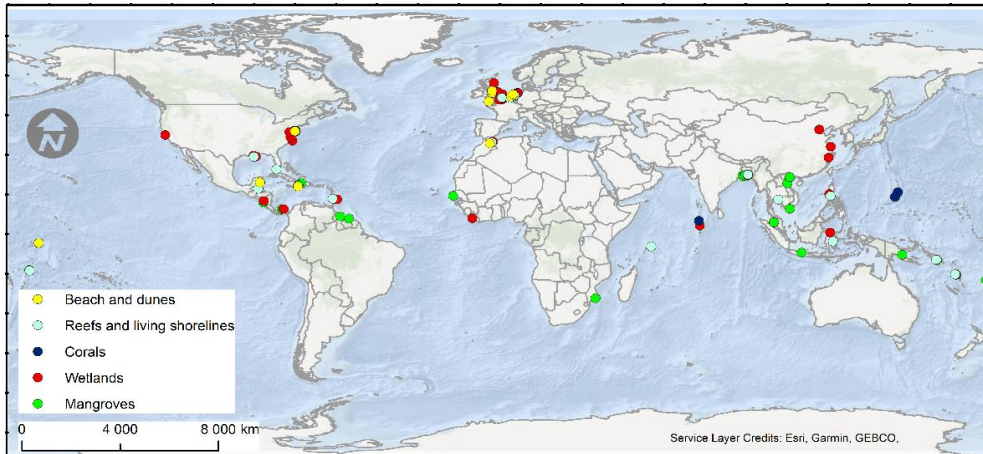 N
Beach and dunes
Reefs and living shorelines
Corals
Wetlands
Mangroves
0 4 000 8 000 km
Service Layer Credits: Esri, Garmin, GEBCO,